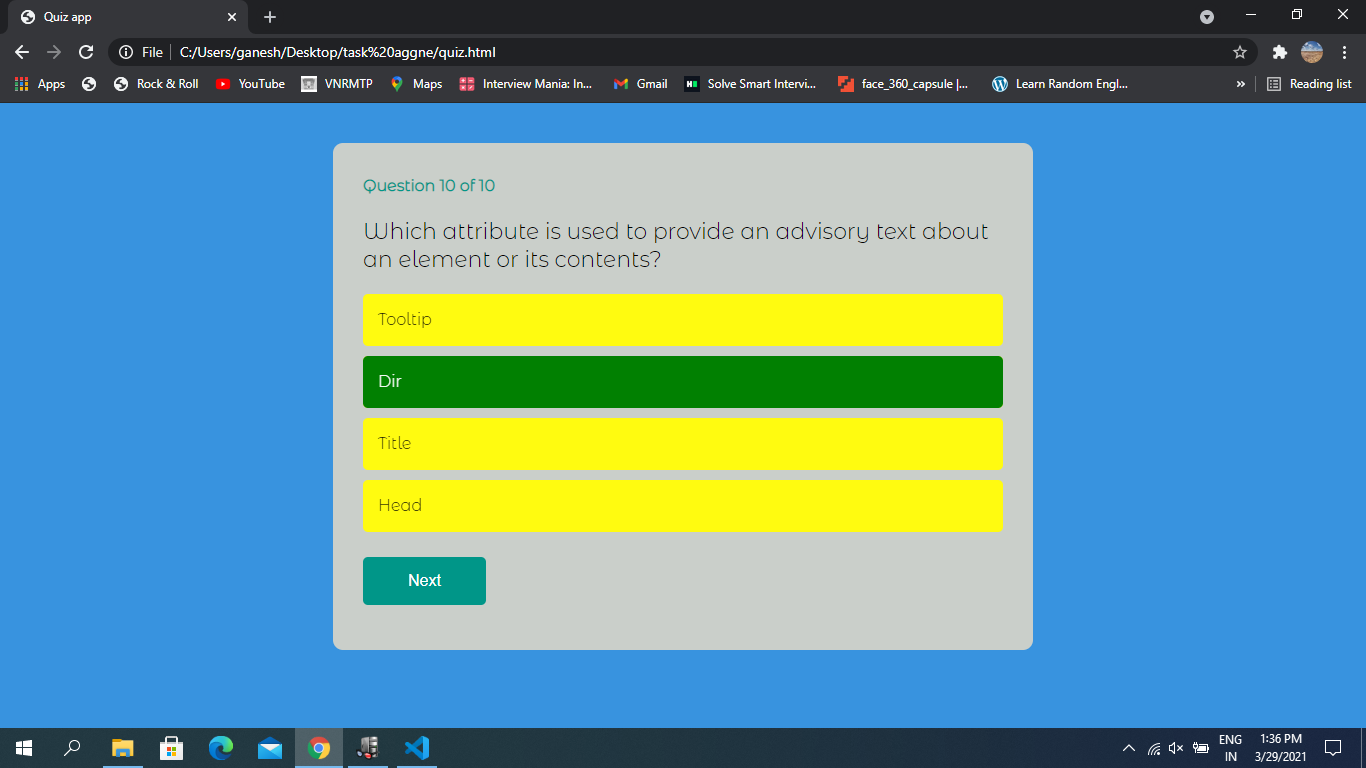 Quiz app
File
C:/Users/ganesh/Desktop/task%20aggne/quiz.html
Apps
Rock & Roll
YouTube
VNRMTP
Maps
Interview Mania: In...
Gmail
Solve Smart Intervi...
face_360_capsule |...
Learn Random Engl...
»
Reading list
Question 10 of 10
Which attribute is used to provide an advisory text about
an element or its contents?
Tooltip
Dir
Title
Head
Next
ENG
IN
1:36 PM
3/29/2021